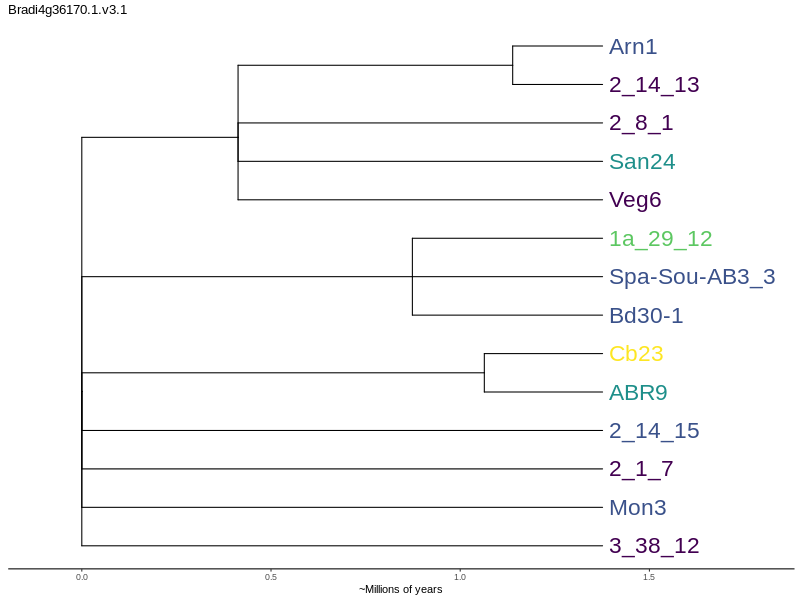 Bradi4g36170.1.v3.1
Arn1
2_14_13
2_8_1
San24
Veg6
1a_29_12
Spa-Sou-AB3_3
Bd30-1
Cb23
ABR9
2_14_15
2_1_7
Mon3
3_38_12
0.0 0.5 1.0 1.5
~Millions of years